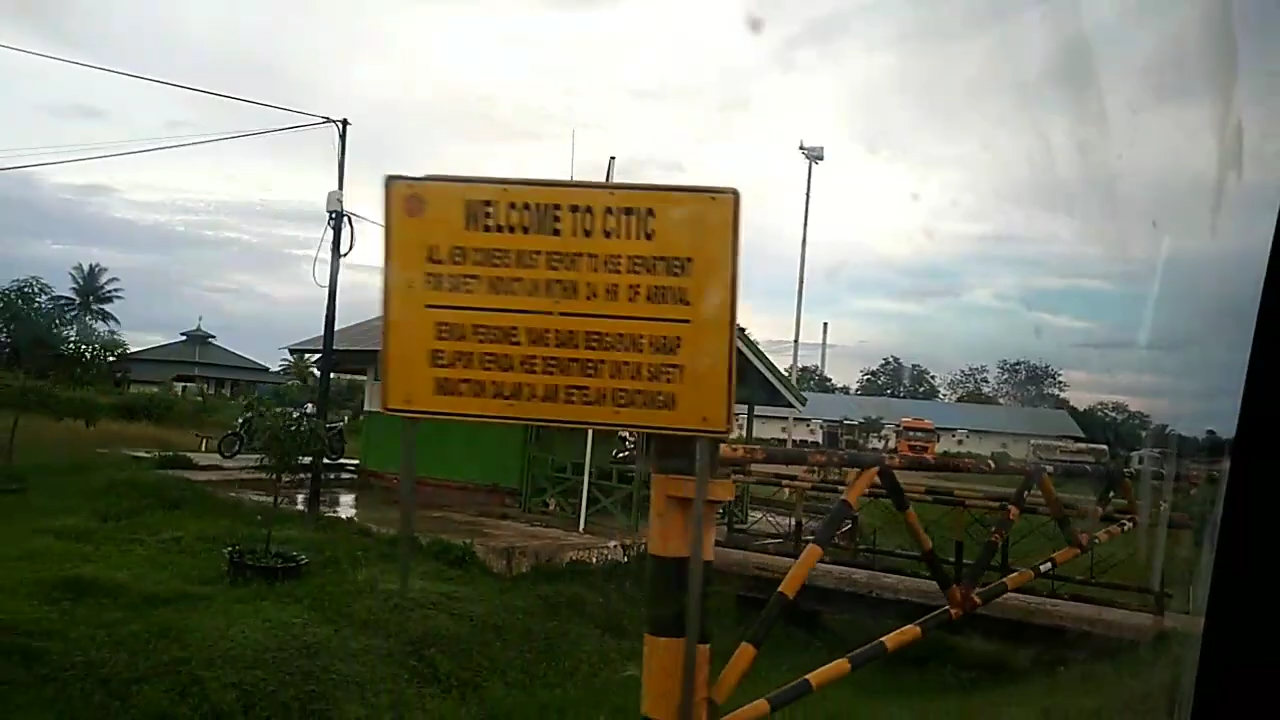 WELCOME TO CITIC
ALL NEW COMERS MUST REPORT TO HSE DEPARTMENT
FOR SAFETY INDUCTION WITHIN 24 HR OF ARRIVAL
SEMUA PERSONEL YANG BARU BERGABUNG HARAP
MELAPOR KE HSE DEPARTMENT UNTUK SAFETY
INDUCTION DALAM 24 JAM SETELAH KEDATANGAN